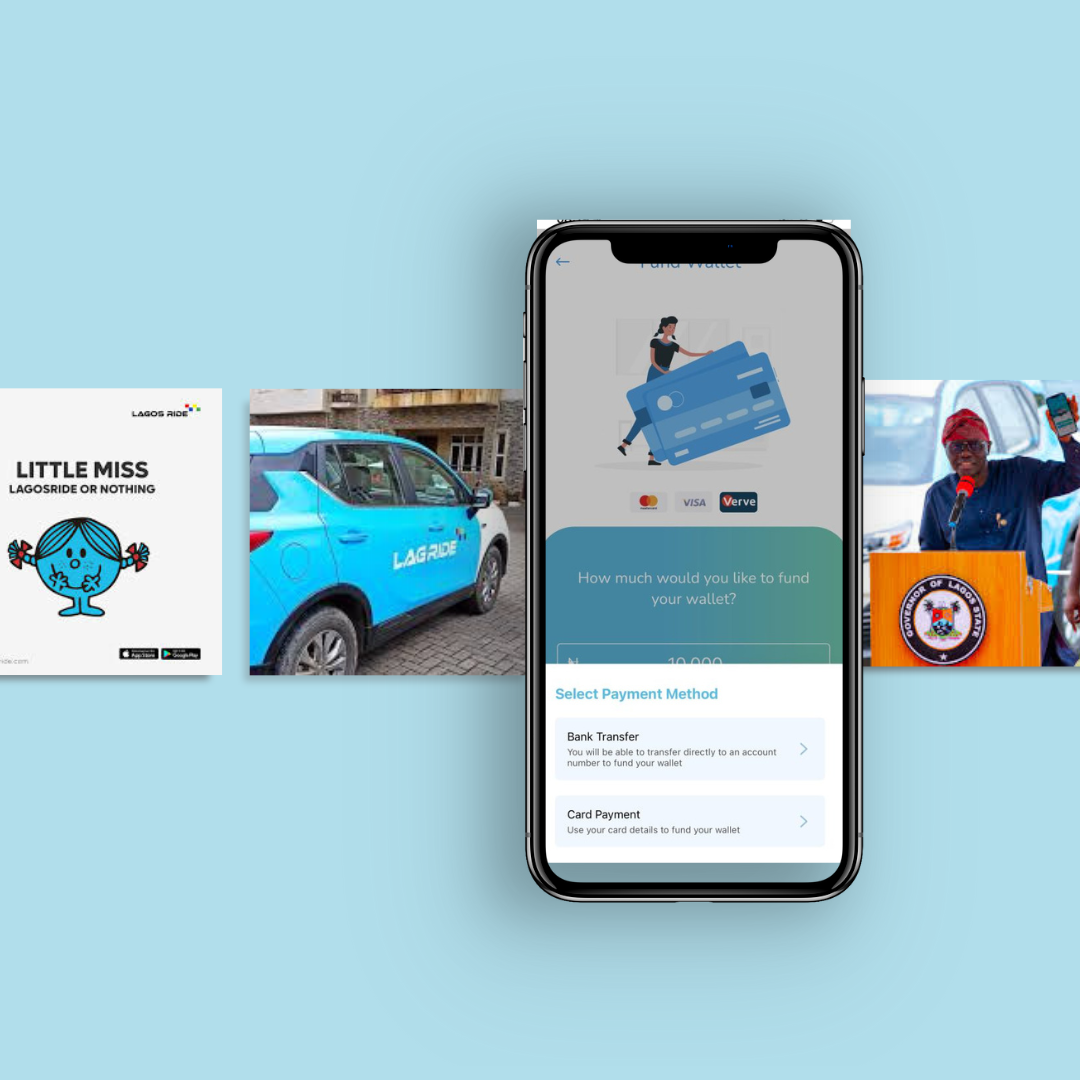 LAGOS RIDE
LITTLE MISS
LAGOSRIDE OR NOTHING
App Store
Google Play
LAGRIDE
Fund Wallet
VISA
Verve
How much would you like to fund
your wallet?
₦ 10,000
Select Payment Method
Bank Transfer
You will be able to transfer directly to an account
number to fund your wallet
Card Payment
Use your card details to fund your wallet
GOVERNOR OF LAGOS STATE